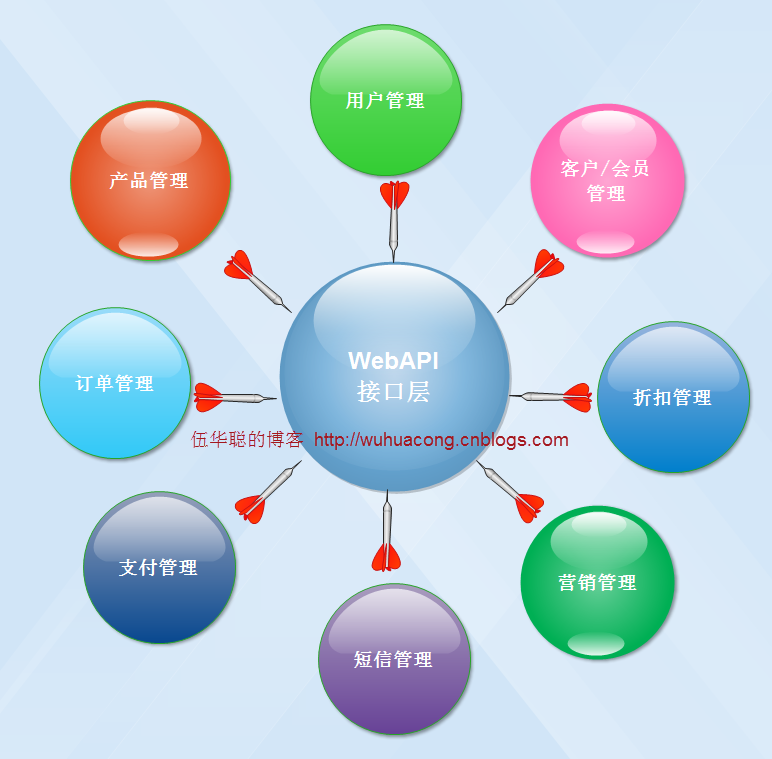 用户管理
产品管理
客户/会员
管理
WebAPI
接口层
订单管理
折扣管理
伍华聪的博客 http://wuhuacong.cnblogs.com
支付管理
营销管理
短信管理